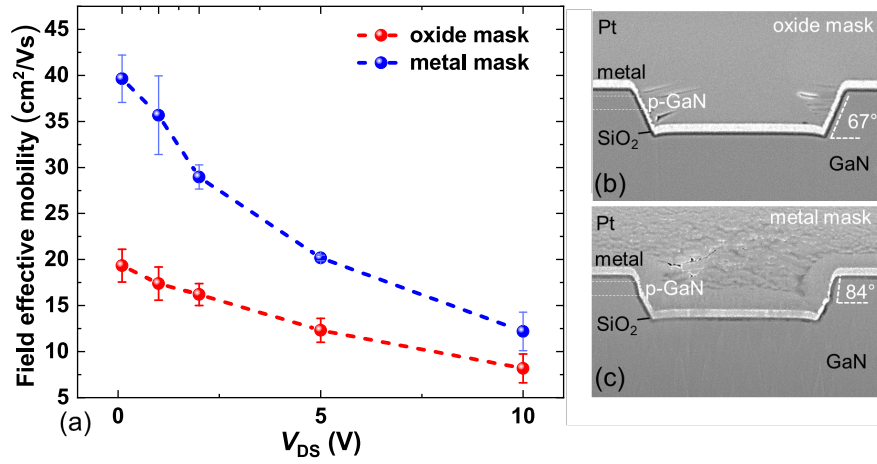 oxide mask
metal mask
Field effective mobility (cm²/Vs)
45
40
35
30
25
20
15
10
5
0
5
10
V_DS (V)
(a)
Pt
oxide mask
metal
p-GaN
SiO₂
67°
GaN
(b)
Pt
metal mask
metal
p-GaN
84°
SiO₂
GaN
(c)